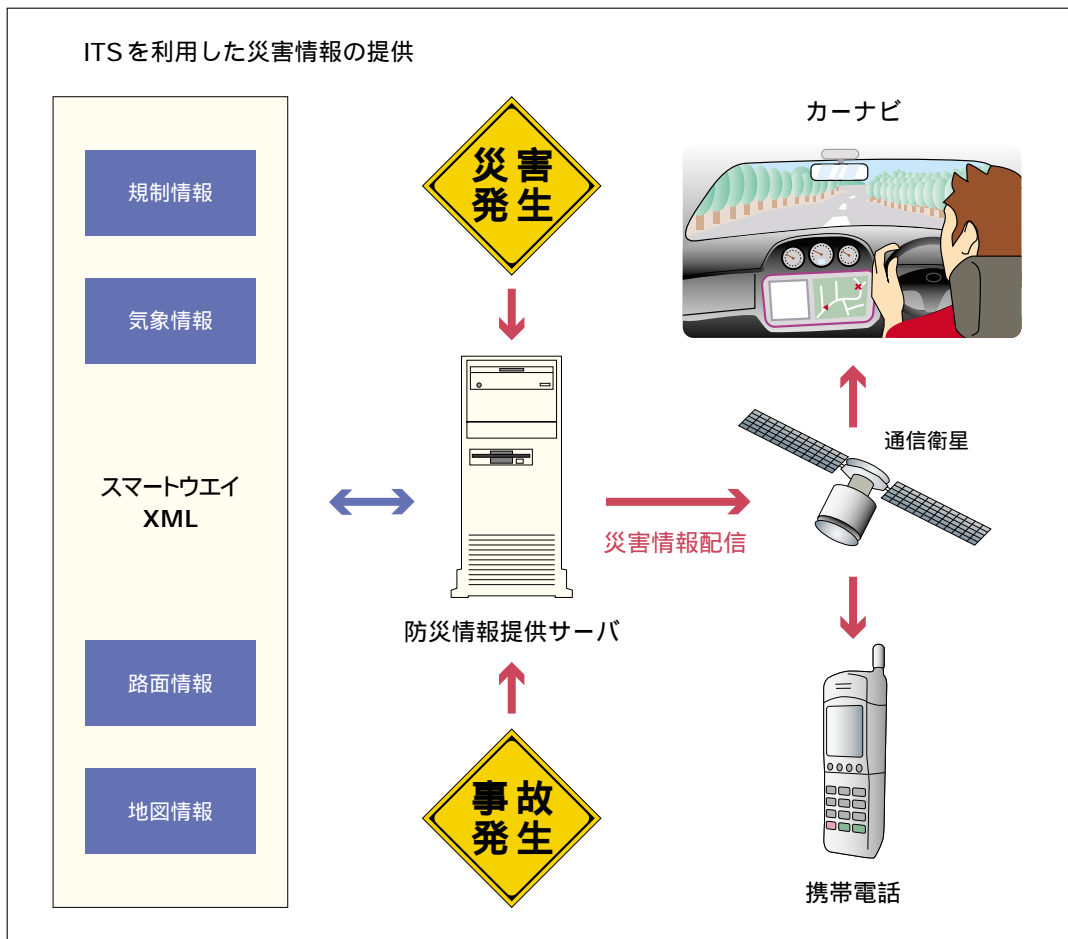 ITSを利用した災害情報の提供
規制情報
気象情報
スマートウエイ
XML
路面情報
地図情報
災害
発生
防災情報提供サーバ
事故
発生
災害情報配信
カーナビ
通信衛星
携帯電話